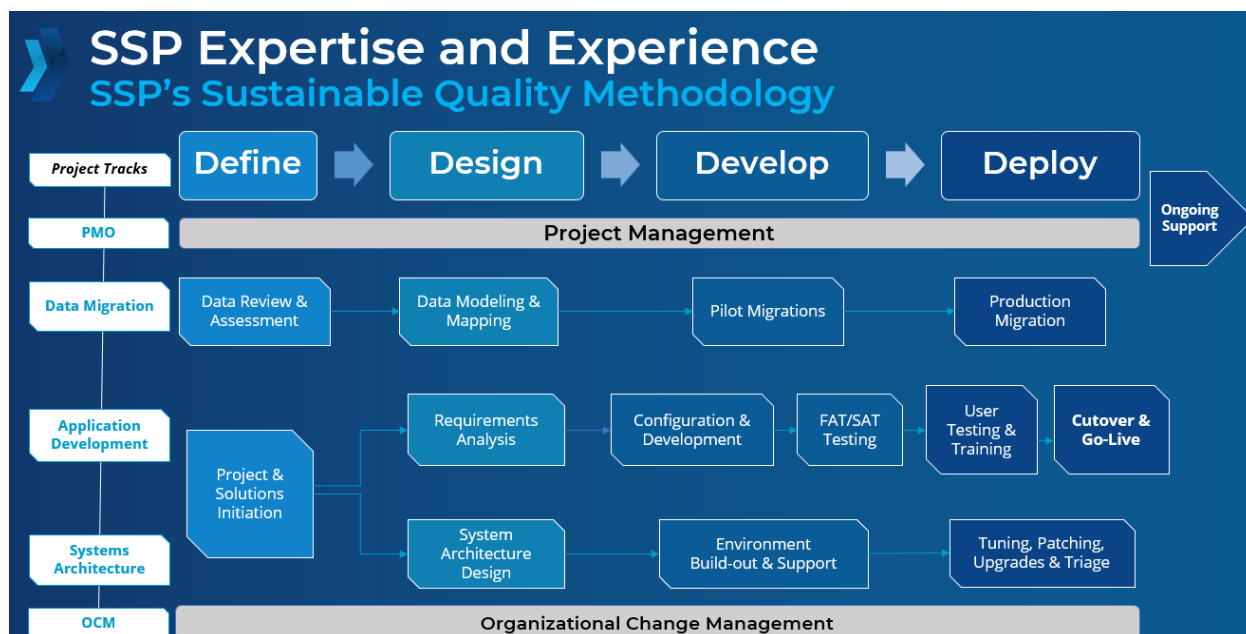 SSP Expertise and Experience
SSP's Sustainable Quality Methodology
Project Tracks
Define
Design
Develop
Deploy
Ongoing
Support
PMO
Project Management
Data Migration
Data Review &
Assessment
Data Modeling &
Mapping
Pilot Migrations
Production
Migration
Application
Development
Project &
Solutions
Initiation
Requirements
Analysis
Configuration &
Development
FAT/SAT
Testing
User
Testing &
Training
Cutover &
Go-Live
Systems
Architecture
System
Architecture
Design
Environment
Build-out & Support
Tuning, Patching,
Upgrades & Triage
OCM
Organizational Change Management